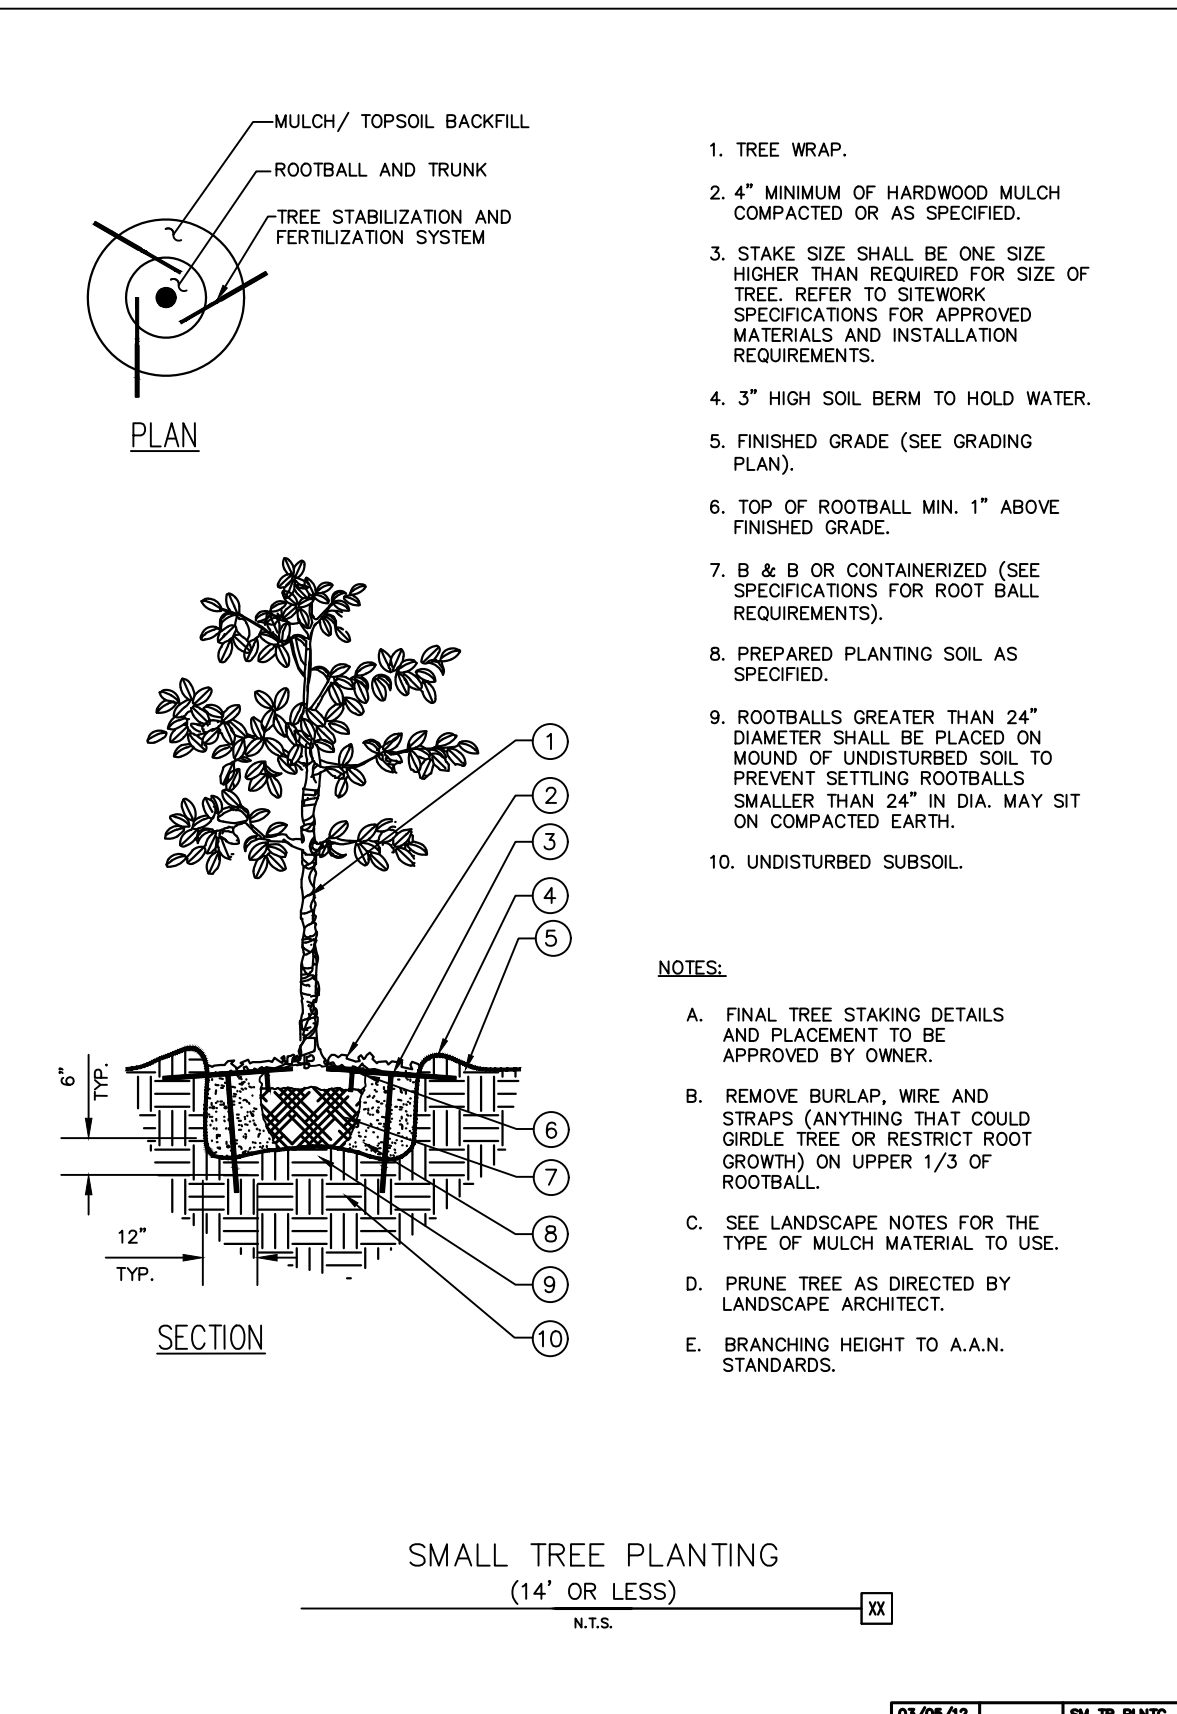 MULCH/ TOPSOIL BACKFILL
ROOTBALL AND TRUNK
TREE STABILIZATION AND
FERTILIZATION SYSTEM
PLAN
1. TREE WRAP.
2. 4" MINIMUM OF HARDWOOD MULCH
COMPACTED OR AS SPECIFIED.
3. STAKE SIZE SHALL BE ONE SIZE
HIGHER THAN REQUIRED FOR SIZE OF
TREE. REFER TO SITEWORK
SPECIFICATIONS FOR APPROVED
MATERIALS AND INSTALLATION
REQUIREMENTS.
4. 3" HIGH SOIL BERM TO HOLD WATER.
5. FINISHED GRADE (SEE GRADING
PLAN).
6. TOP OF ROOTBALL MIN. 1" ABOVE
FINISHED GRADE.
7. B & B OR CONTAINERIZED (SEE
SPECIFICATIONS FOR ROOT BALL
REQUIREMENTS).
8. PREPARED PLANTING SOIL AS
SPECIFIED.
9. ROOTBALLS GREATER THAN 24"
DIAMETER SHALL BE PLACED ON
MOUND OF UNDISTURBED SOIL TO
PREVENT SETTLING ROOTBALLS
SMALLER THAN 24" IN DIA. MAY SIT
ON COMPACTED EARTH.
10. UNDISTURBED SUBSOIL.
1
2
3
4
5
6
7
8
9
10
6"
TYP.
12"
TYP.
SECTION
NOTES:
A. FINAL TREE STAKING DETAILS
AND PLACEMENT TO BE
APPROVED BY OWNER.
B. REMOVE BURLAP, WIRE AND
STRAPS (ANYTHING THAT COULD
GIRDLE TREE OR RESTRICT ROOT
GROWTH) ON UPPER 1/3 OF
ROOTBALL.
C. SEE LANDSCAPE NOTES FOR THE
TYPE OF MULCH MATERIAL TO USE.
D. PRUNE TREE AS DIRECTED BY
LANDSCAPE ARCHITECT.
E. BRANCHING HEIGHT TO A.A.N.
STANDARDS.
SMALL TREE PLANTING
(14' OR LESS)
N.T.S.
XX
03/05/12
SM TR PLNTG